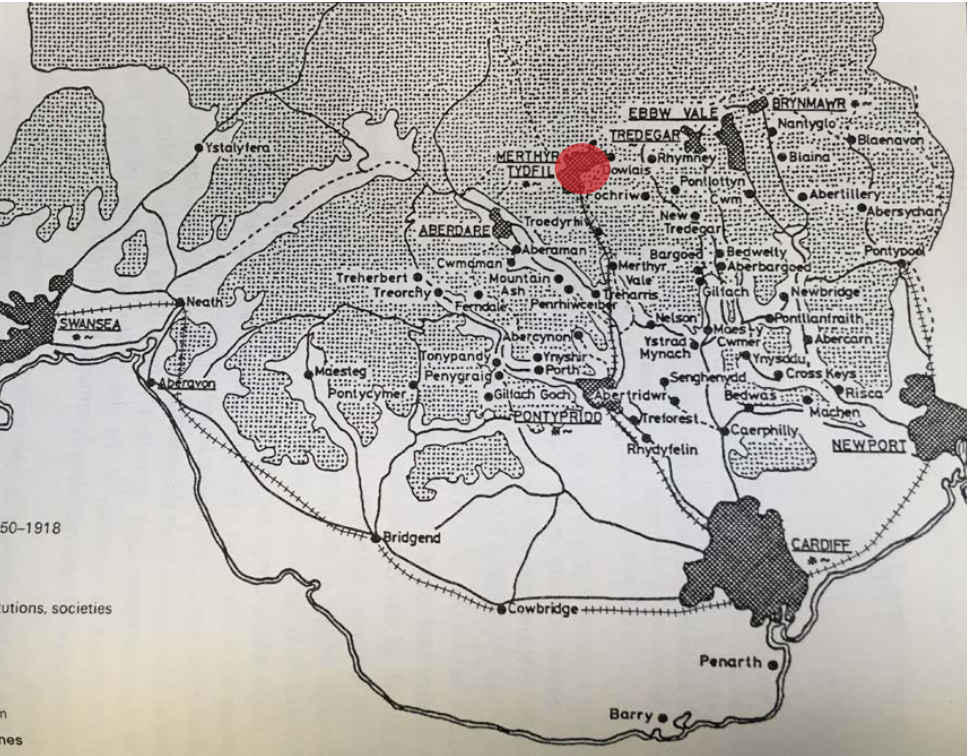 EBBW VALE
BRYNMAWR
TREDEGAR
Nantyglo
Blaenavon
Ystalyfera
MERTHYR
TYDFIL
Rhymney
Blaina
Pontlottyn
Cwm
Abertillery
Abersychan
New
Tredegar
Troedyrhiw
ABERDARE
Aberaman
Cwmaman
Bargoed
Bedwelty
Aberbargoed
Pontypool
Merthyr
Vale
Treherbert
Mountain
Ash
Treorchy
Gilfach
Newbridge
Neath
Ferndale
Penrhiwceiber
Treharris
SWANSEA
Nelson
Maes-y
Cwmer
Pontllanfraith
Abercynon
Ystrad
Mynach
Abercarn
Tonypandy
Ynyshir
Ynysddu
Maesteg
Penygraig
Porth
Cross Keys
Aberavon
Senghenydd
Pontycymer
Gilfach Goch
Abertridwr
Bedwas
Risca
Machen
PONTYPRIDD
Treforest
Caerphilly
NEWPORT
Rhydyfelin
50–1918
Bridgend
CARDIFF
utions, societies
Cowbridge
Penarth
Barry
nes